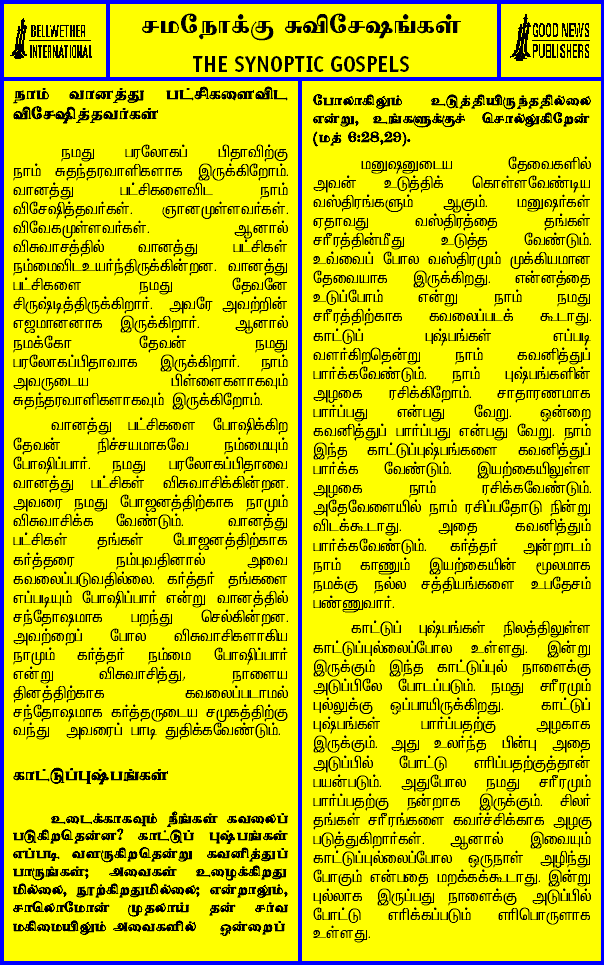 BELLWETHER
INTERNATIONAL
சமநோக்கு சுவிசேஷங்கள்
THE SYNOPTIC GOSPELS
GOOD NEWS
PUBLISHERS
நாம் வானத்து பட்சிகளைவிட
விசேஷித்தவர்கள்
நமது பரலோகப் பிதாவிற்கு
நாம் சுதந்தரவாளிகளாக இருக்கிறோம்.
வானத்து பட்சிகளைவிட நாம்
விசேஷித்தவர்கள். ஞானமுள்ளவர்கள்.
விவேகமுள்ளவர்கள். ஆனால்
விசுவாசத்தில் வானத்து பட்சிகள்
நம்மைவிடஉயர்ந்திருக்கின்றன. வானத்து
பட்சிகளை நமது தேவனே
சிருஷ்டித்திருக்கிறார். அவரே அவற்றின்
எஜமானனாக இருக்கிறார். ஆனால்
நமக்கோ தேவன் நமது
பரலோகப்பிதாவாக இருக்கிறார். நாம்
அவருடைய பிள்ளைகளாகவும்
சுதந்தரவாளிகளாகவும் இருக்கிறோம்.
வானத்து பட்சிகளை போஷிக்கிற
தேவன் நிச்சயமாகவே நம்மையும்
போஷிப்பார். நமது பரலோகப்பிதாவை
வானத்து பட்சிகள் விசுவாசிக்கின்றன.
அவரை நமது போஜனத்திற்காக நாமும்
விசுவாசிக்க வேண்டும். வானத்து
பட்சிகள் தங்கள் போஜனத்திற்காக
கர்த்தரை நம்புவதினால் அவை
கவலைப்படுவதில்லை. கர்த்தர் தங்களை
எப்படியும் போஷிப்பார் என்று வானத்தில்
சந்தோஷமாக பறந்து செல்கின்றன.
அவற்றைப் போல விசுவாசிகளாகிய
நாமும் கர்த்தர் நம்மை போஷிப்பார்
என்று விசுவாசித்து, நாளைய
தினத்திற்காக கவலைப்படாமல்
சந்தோஷமாக கர்த்தருடைய சமுகத்திற்கு
வந்து அவரைப் பாடி துதிக்கவேண்டும்.
காட்டுப்புஷ்பங்கள்
உடைக்காகவும் நீங்கள் கவலைப்
படுகிறதென்ன? காட்டுப் புஷ்பங்கள்
எப்படி வளருகிறதென்று கவனித்துப்
பாருங்கள்; அவைகள் உழைக்கிறது
மில்லை, நூற்கிறதுமில்லை; என்றாலும்,
சாலொமோன் முதலாய் தன் சர்வ
மகிமையிலும் அவைகளில் ஒன்றைப்
போலாகிலும் உடுத்தியிருந்ததில்லை
என்று, உங்களுக்குச் சொல்லுகிறேன்
(மத் 6:28,29).
மனுஷனுடைய தேவைகளில்
அவன் உடுத்திக் கொள்ளவேண்டிய
வஸ்திரங்களும் ஆகும். மனுஷர்கள்
ஏதாவது வஸ்திரத்தை தங்கள்
சரீரத்தின்மீது உடுத்த வேண்டும்.
உவ்வைப் போல வஸ்திரமும் முக்கியமான
தேவையாக இருக்கிறது. என்னத்தை
உடுப்போம் என்று நாம் நமது
சரீரத்திற்காக கவலைப்படக் கூடாது.
காட்டுப் புஷ்பங்கள் எப்படி
வளர்கிறதென்று நாம் கவனித்துப்
பார்க்கவேண்டும். நாம் புஷ்பங்களின்
அழகை ரசிக்கிறோம். சாதாரணமாக
பார்ப்பது என்பது வேறு. ஒன்றை
கவனித்துப் பார்ப்பது என்பது வேறு. நாம்
இந்த காட்டுப்புஷ்பங்களை கவனித்துப்
பார்க்க வேண்டும். இயற்கையிலுள்ள
அழகை நாம் ரசிக்கவேண்டும்.
அதேவேளையில் நாம் ரசிப்பதோடு நின்று
விடக்கூடாது. அதை கவனித்தும்
பார்க்கவேண்டும். கர்த்தர் அன்றாடம்
நாம் காணும் இயற்கையின் மூலமாக
நமக்கு நல்ல சத்தியங்களை உபதேசம்
பண்ணுவார்.
காட்டுப் புஷ்பங்கள் நிலத்திலுள்ள
காட்டுப்புல்லைப்போல உள்ளது. இன்று
இருக்கும் இந்த காட்டுப்புல் நாளைக்கு
அடுப்பிலே போடப்படும். நமது சரீரமும்
புல்லுக்கு ஒப்பாயிருக்கிறது. காட்டுப்
புஷ்பங்கள் பார்ப்பதற்கு அழகாக
இருக்கும். அது உலர்ந்த பின்பு அதை
அடுப்பில் போட்டு எரிப்பதற்குத்தான்
பயன்படும். அதுபோல நமது சரீரமும்
பார்ப்பதற்கு நன்றாக இருக்கும். சிலர்
தங்கள் சரீரங்களை கவர்ச்சிக்காக அழகு
படுத்துகிறார்கள். ஆனால் இவையும்
காட்டுப்புல்லைப்போல ஒருநாள் அழிந்து
போகும் என்பதை மறக்கக்கூடாது. இன்று
புல்லாக இருப்பது நாளைக்கு அடுப்பில்
போட்டு எரிக்கப்படும் எரிபொருளாக
உள்ளது.